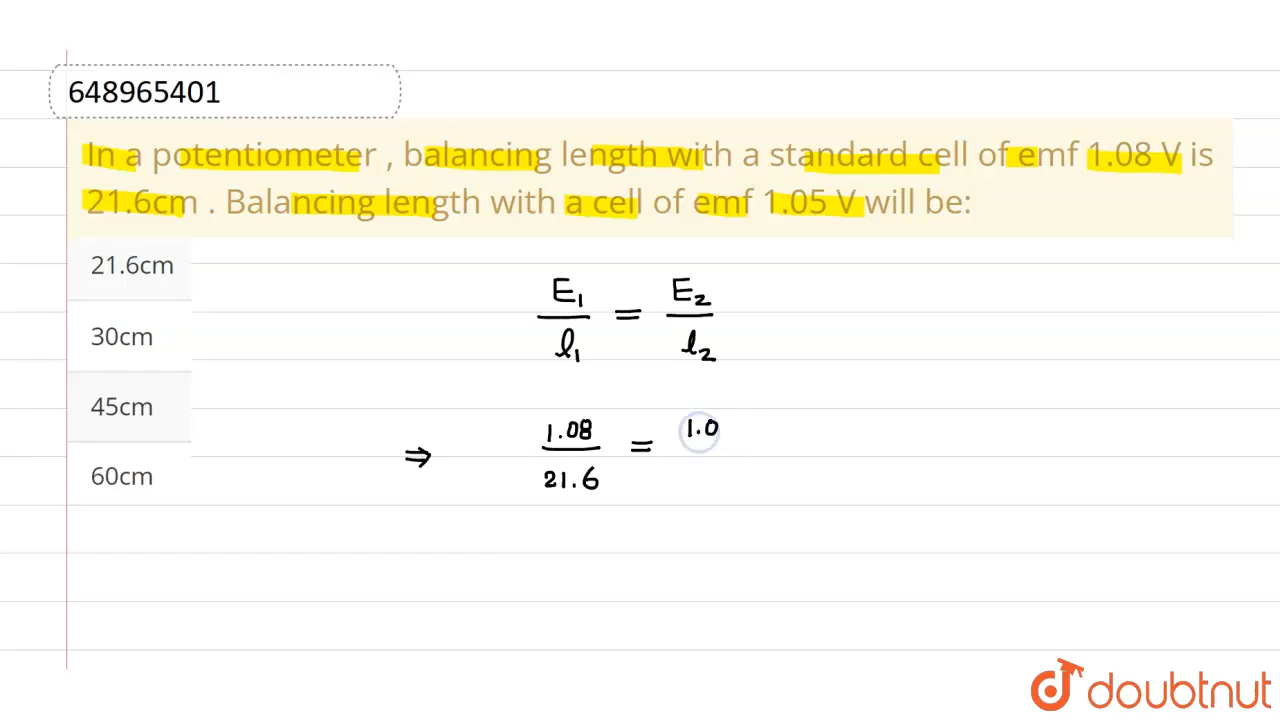 648965401
In a potentiometer , balancing length with a standard cell of emf 1.08 V is
21.6cm . Balancing length with a cell of emf 1.05 V will be:
21.6cm
30cm
45cm
60cm
E₁/l₁ = E₂/l₂
⇒ 1.08/21.6 = 1.0
doubtnut